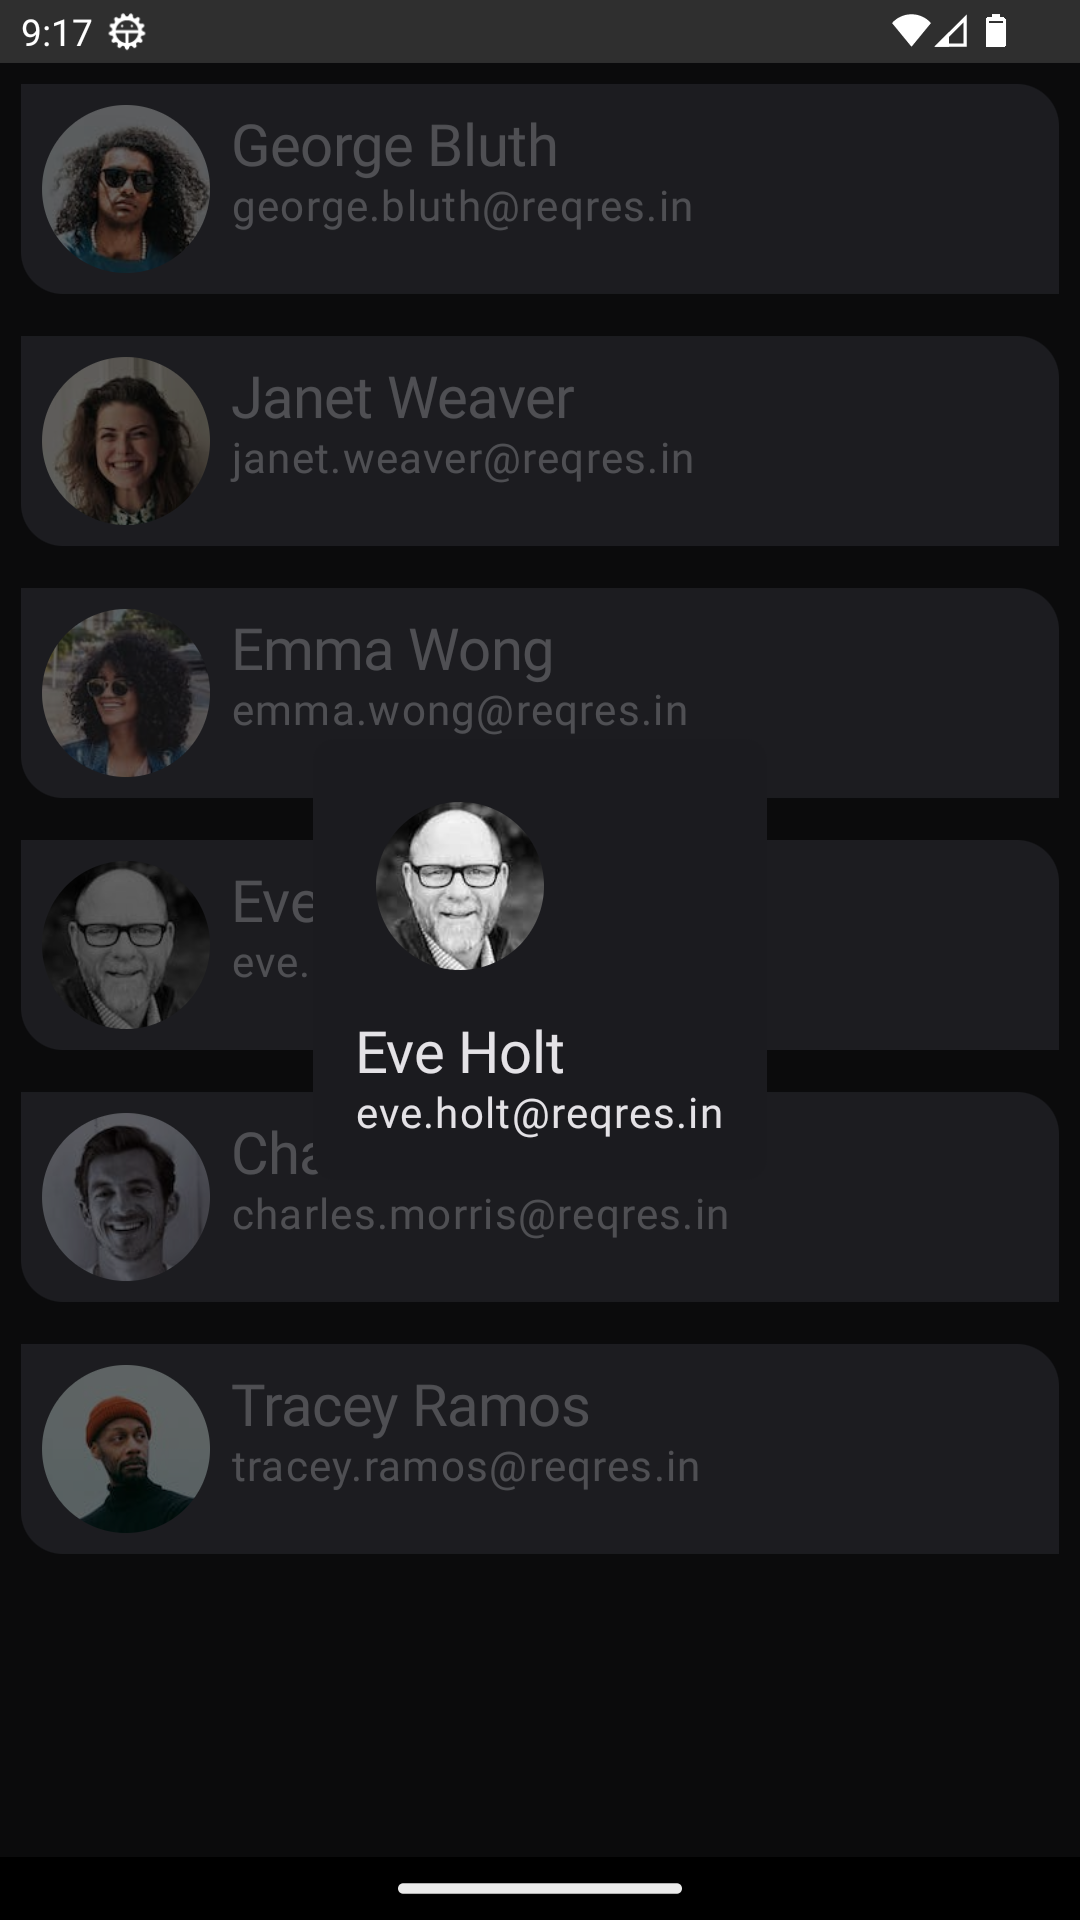 9:17
George Bluth
george.bluth@reqres.in
Janet Weaver
janet.weaver@reqres.in
Emma Wong
emma.wong@reqres.in
Eve
eve.
Eve Holt
eve.holt@reqres.in
Cha
charles.morris@reqres.in
Tracey Ramos
tracey.ramos@reqres.in